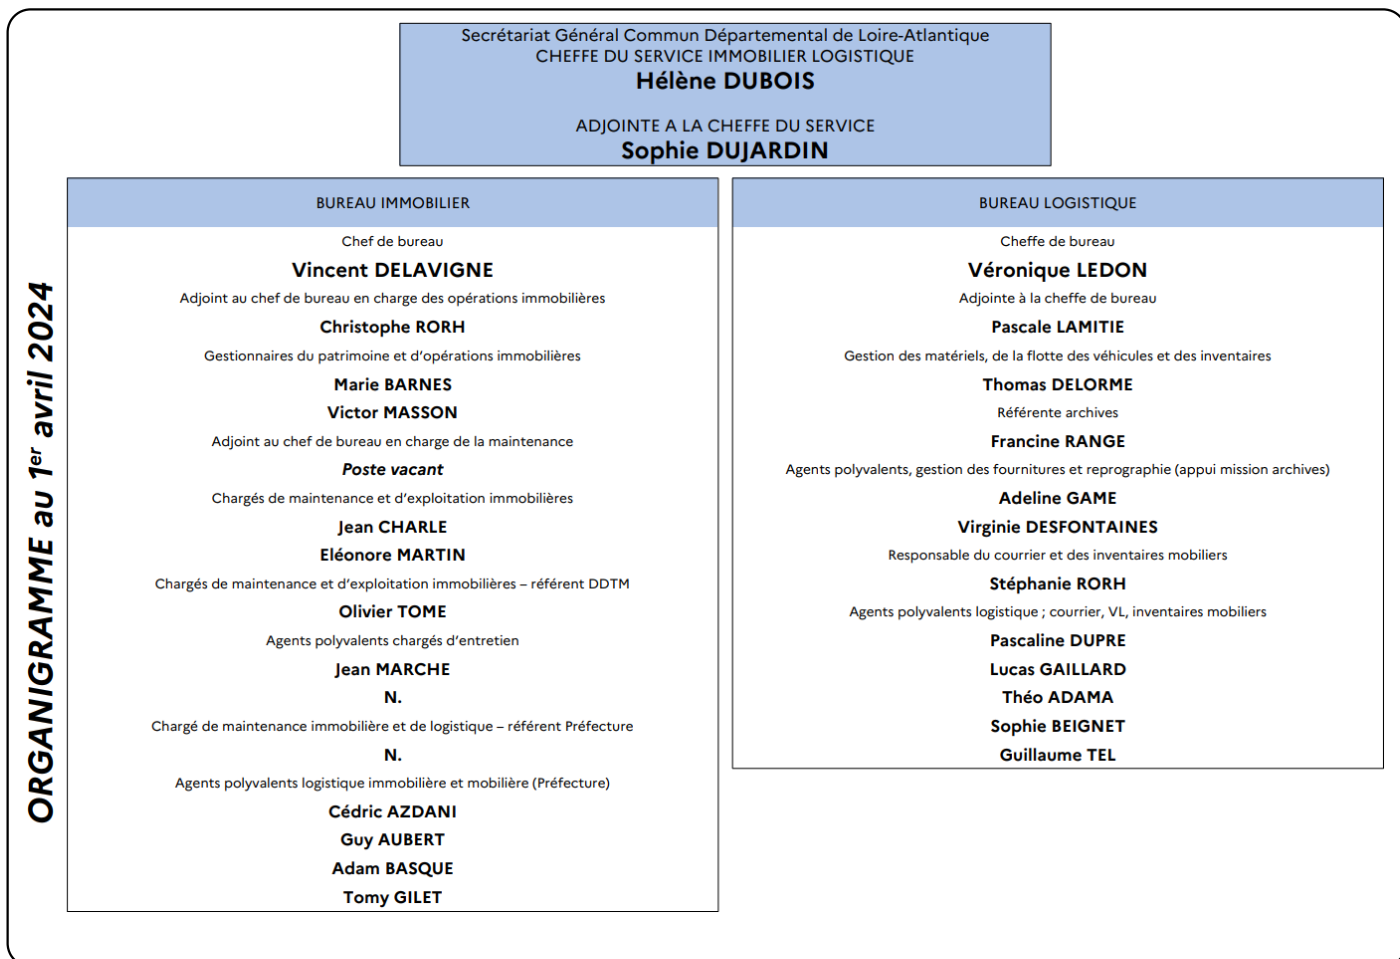 Secrétariat Général Commun Départemental de Loire-Atlantique
CHEFFE DU SERVICE IMMOBILIER LOGISTIQUE
Hélène DUBOIS
ADJOINTE A LA CHEFFE DU SERVICE
Sophie DUJARDIN
ORGANIGRAMME au 1er avril 2024
BUREAU IMMOBILIER
Chef de bureau
Vincent DELAVIGNE
Adjoint au chef de bureau en charge des opérations immobilières
Christophe RORH
Gestionnaires du patrimoine et d'opérations immobilières
Marie BARNES
Victor MASSON
Adjoint au chef de bureau en charge de la maintenance
Poste vacant
Chargés de maintenance et d'exploitation immobilières
Jean CHARLE
Eléonore MARTIN
Chargés de maintenance et d'exploitation immobilières – référent DDTM
Olivier TOME
Agents polyvalents chargés d'entretien
Jean MARCHE
N.
Chargé de maintenance immobilière et de logistique – référent Préfecture
N.
Agents polyvalents logistique immobilière et mobilière (Préfecture)
Cédric AZDANI
Guy AUBERT
Adam BASQUE
Tomy GILET
BUREAU LOGISTIQUE
Cheffe de bureau
Véronique LEDON
Adjointe à la cheffe de bureau
Pascale LAMITIE
Gestion des matériels, de la flotte des véhicules et des inventaires
Thomas DELORME
Référente archives
Francine RANGE
Agents polyvalents, gestion des fournitures et reprographie (appui mission archives)
Adeline GAME
Virginie DESFONTAINES
Responsable du courrier et des inventaires mobiliers
Stéphanie RORH
Agents polyvalents logistique ; courrier, VL, inventaires mobiliers
Pascaline DUPRE
Lucas GAILLARD
Théo ADAMA
Sophie BEIGNET
Guillaume TEL